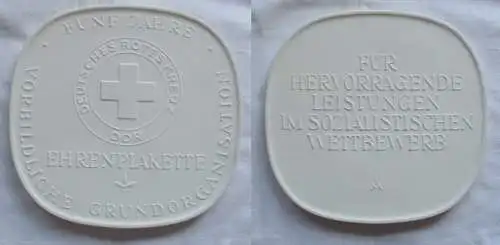 FÜNF JAHRE
VORBILDLICHE GRUNDORGANISATION
DEUTSCHES ROTES KREUZ
DDR
EHRENPLAKETTE
FÜR
HERVORRAGENDE
LEISTUNGEN
IM SOZIALISTISCHEN
WETTBEWERB